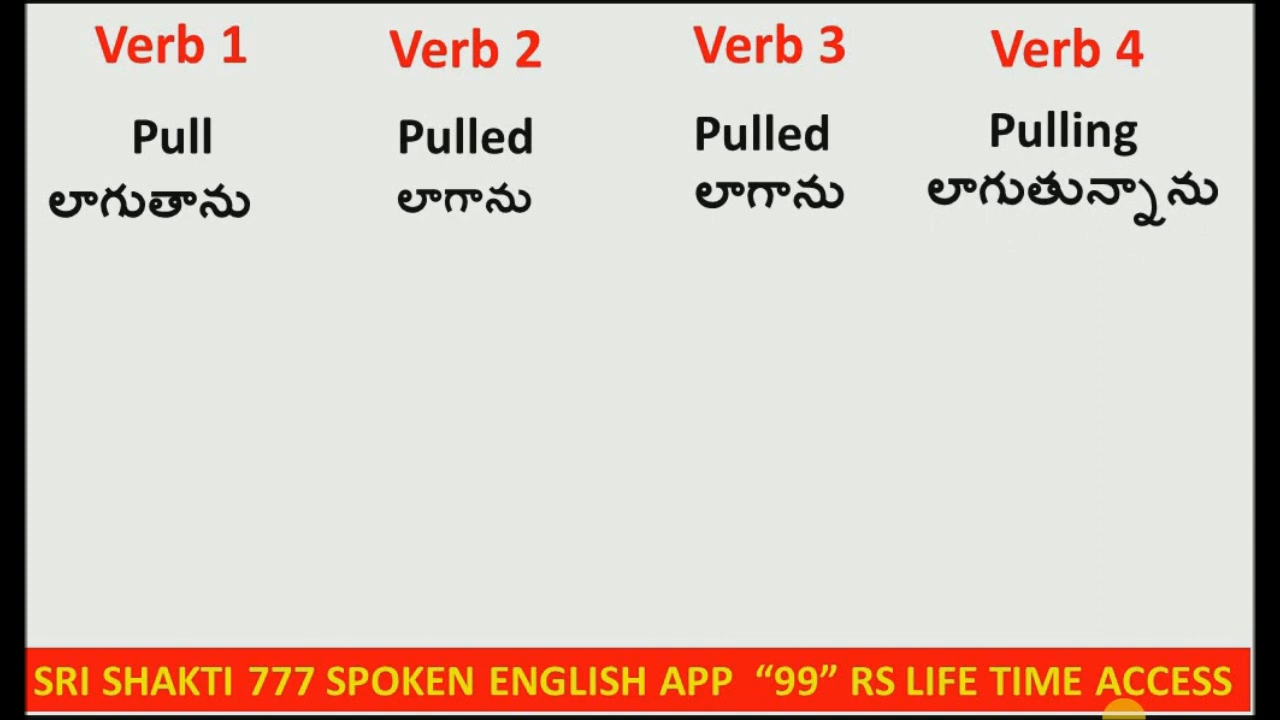 Verb 1 Verb 2 Verb 3 Verb 4
Pull Pulled Pulled Pulling
లాగుతాను లాగాను లాగాను లాగుతున్నాను
SRI SHAKTI 777 SPOKEN ENGLISH APP “99” RS LIFE TIME ACCESS